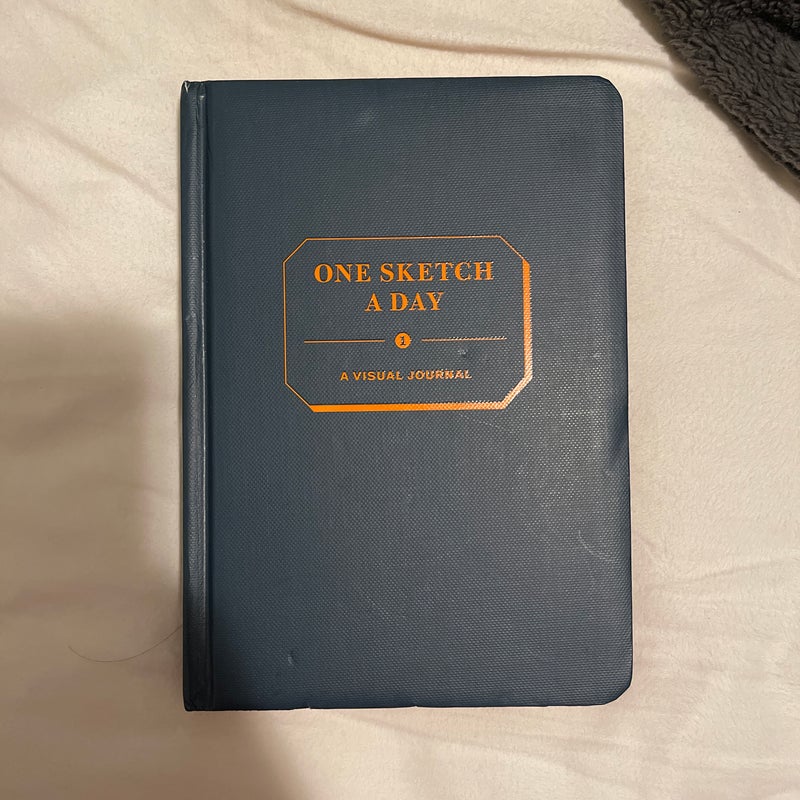 ONE SKETCH
A DAY
1
A VISUAL JOURNAL